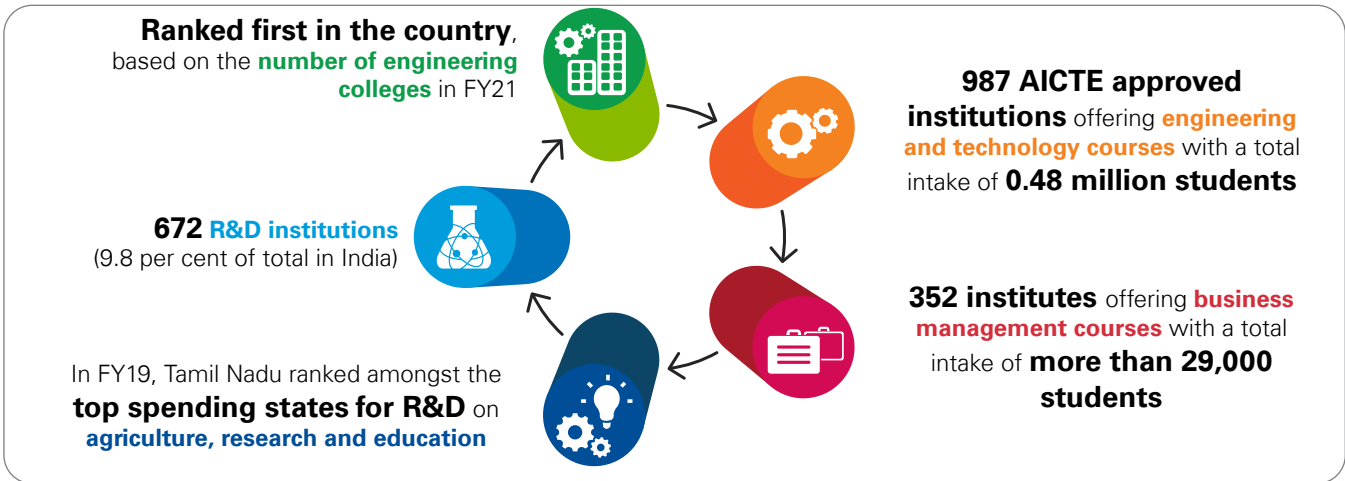 Ranked first in the country,
based on the number of engineering
colleges in FY21
987 AICTE approved
institutions offering engineering
and technology courses with a total
intake of 0.48 million students
352 institutes offering business
management courses with a total
intake of more than 29,000
students
In FY19, Tamil Nadu ranked amongst the
top spending states for R&D on
agriculture, research and education
672 R&D institutions
(9.8 per cent of total in India)